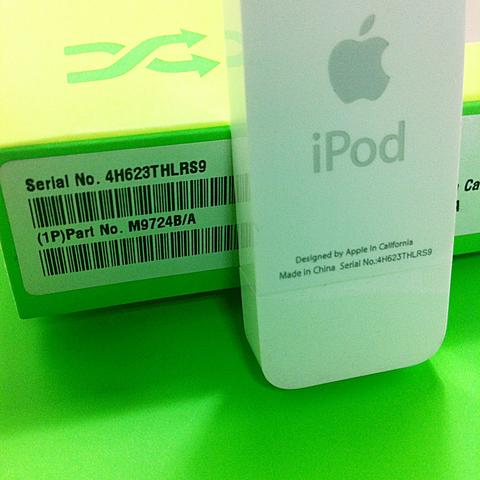 Serial No. 4H623THLRS9
(1P)Part No. M9724B/A
iPod
Designed by Apple in California
Made in China Serial No.:4H623THLRS9